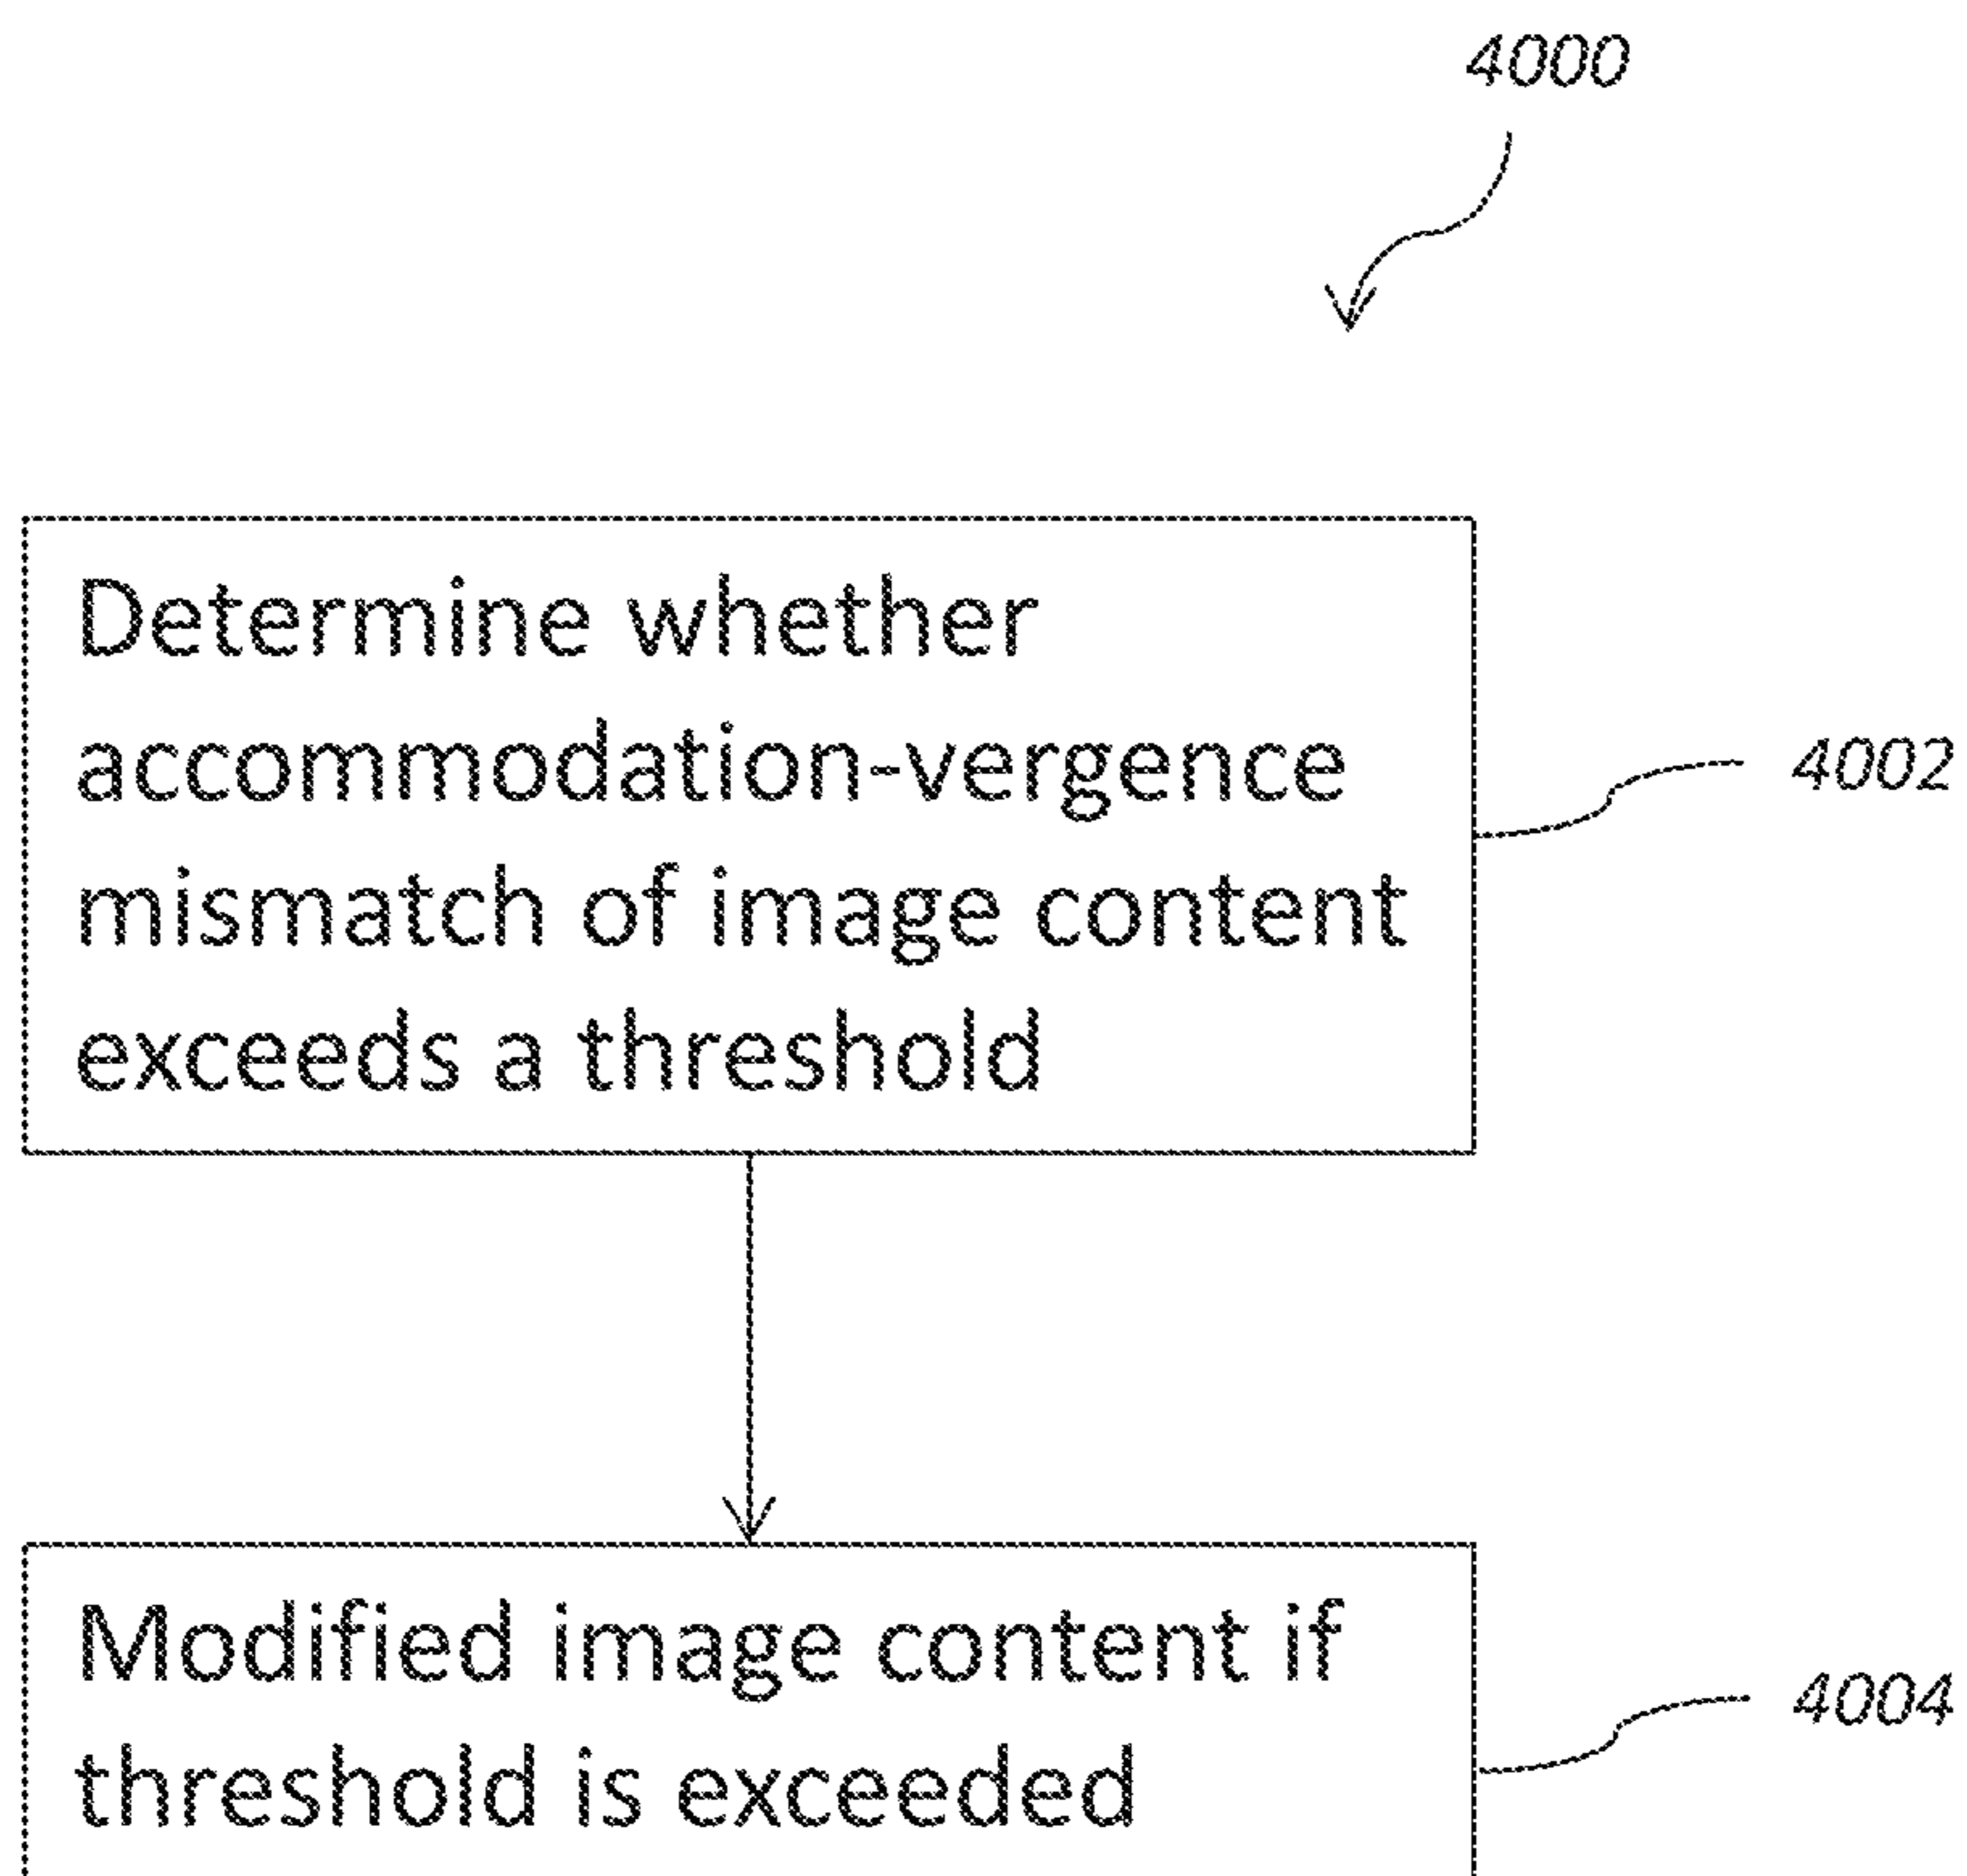 4000
Determine whether
accommodation-vergence
mismatch of image content
exceeds a threshold
4002
Modified image content if
threshold is exceeded
4004